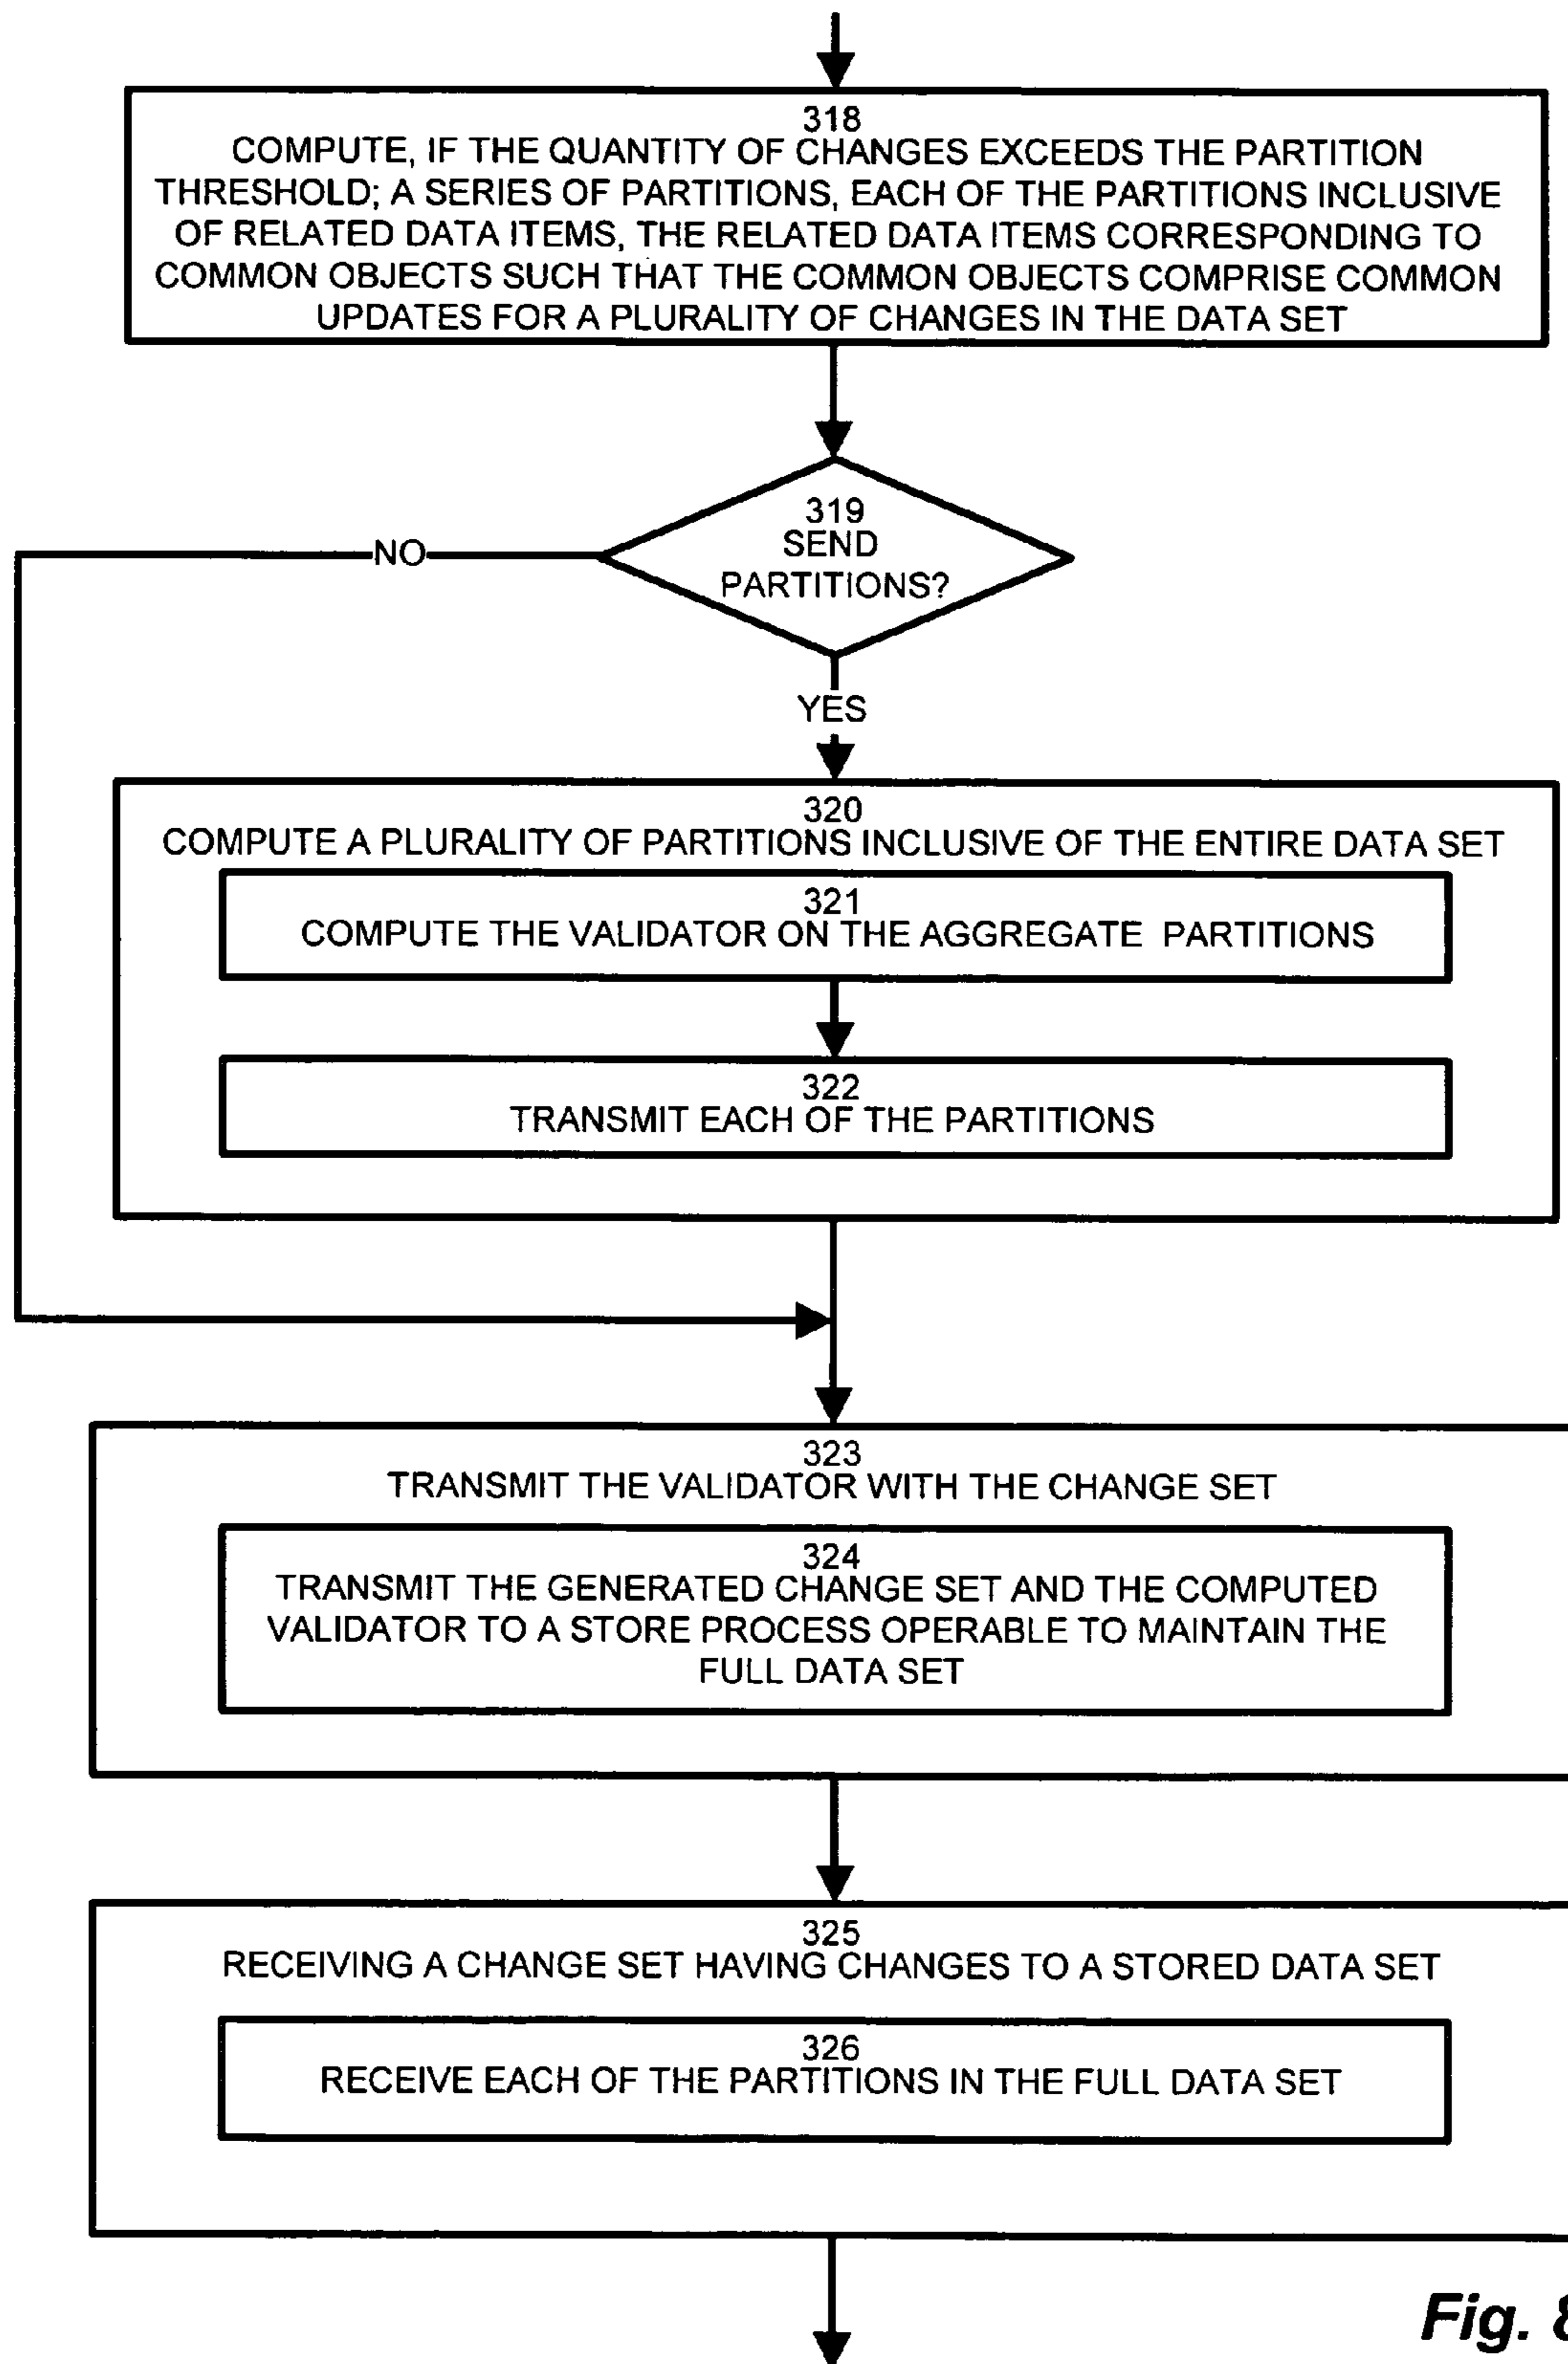 318
COMPUTE, IF THE QUANTITY OF CHANGES EXCEEDS THE PARTITION
THRESHOLD; A SERIES OF PARTITIONS, EACH OF THE PARTITIONS INCLUSIVE
OF RELATED DATA ITEMS, THE RELATED DATA ITEMS CORRESPONDING TO
COMMON OBJECTS SUCH THAT THE COMMON OBJECTS COMPRISE COMMON
UPDATES FOR A PLURALITY OF CHANGES IN THE DATA SET
319
SEND
PARTITIONS?
NO
YES
320
COMPUTE A PLURALITY OF PARTITIONS INCLUSIVE OF THE ENTIRE DATA SET
321
COMPUTE THE VALIDATOR ON THE AGGREGATE PARTITIONS
322
TRANSMIT EACH OF THE PARTITIONS
323
TRANSMIT THE VALIDATOR WITH THE CHANGE SET
324
TRANSMIT THE GENERATED CHANGE SET AND THE COMPUTED
VALIDATOR TO A STORE PROCESS OPERABLE TO MAINTAIN THE
FULL DATA SET
325
RECEIVING A CHANGE SET HAVING CHANGES TO A STORED DATA SET
326
RECEIVE EACH OF THE PARTITIONS IN THE FULL DATA SET
Fig. 8